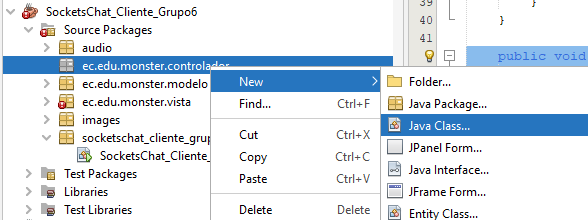 SocketsChat_Cliente_Grupo6
Source Packages
audio
ec.edu.monster.controlador
ec.edu.monster.modelo
ec.edu.monster.vista
images
socketschat_cliente_grup
SocketsChat_Cliente_
Test Packages
Libraries
Test Libraries
New
Find... Ctrl+F
Cut Ctrl+X
Copy Ctrl+C
Paste Ctrl+V
Delete Delete
Folder...
Java Package...
Java Class...
JPanel Form...
Java Interface...
JFrame Form...
Entity Class...
39 }
40 }
41
public void